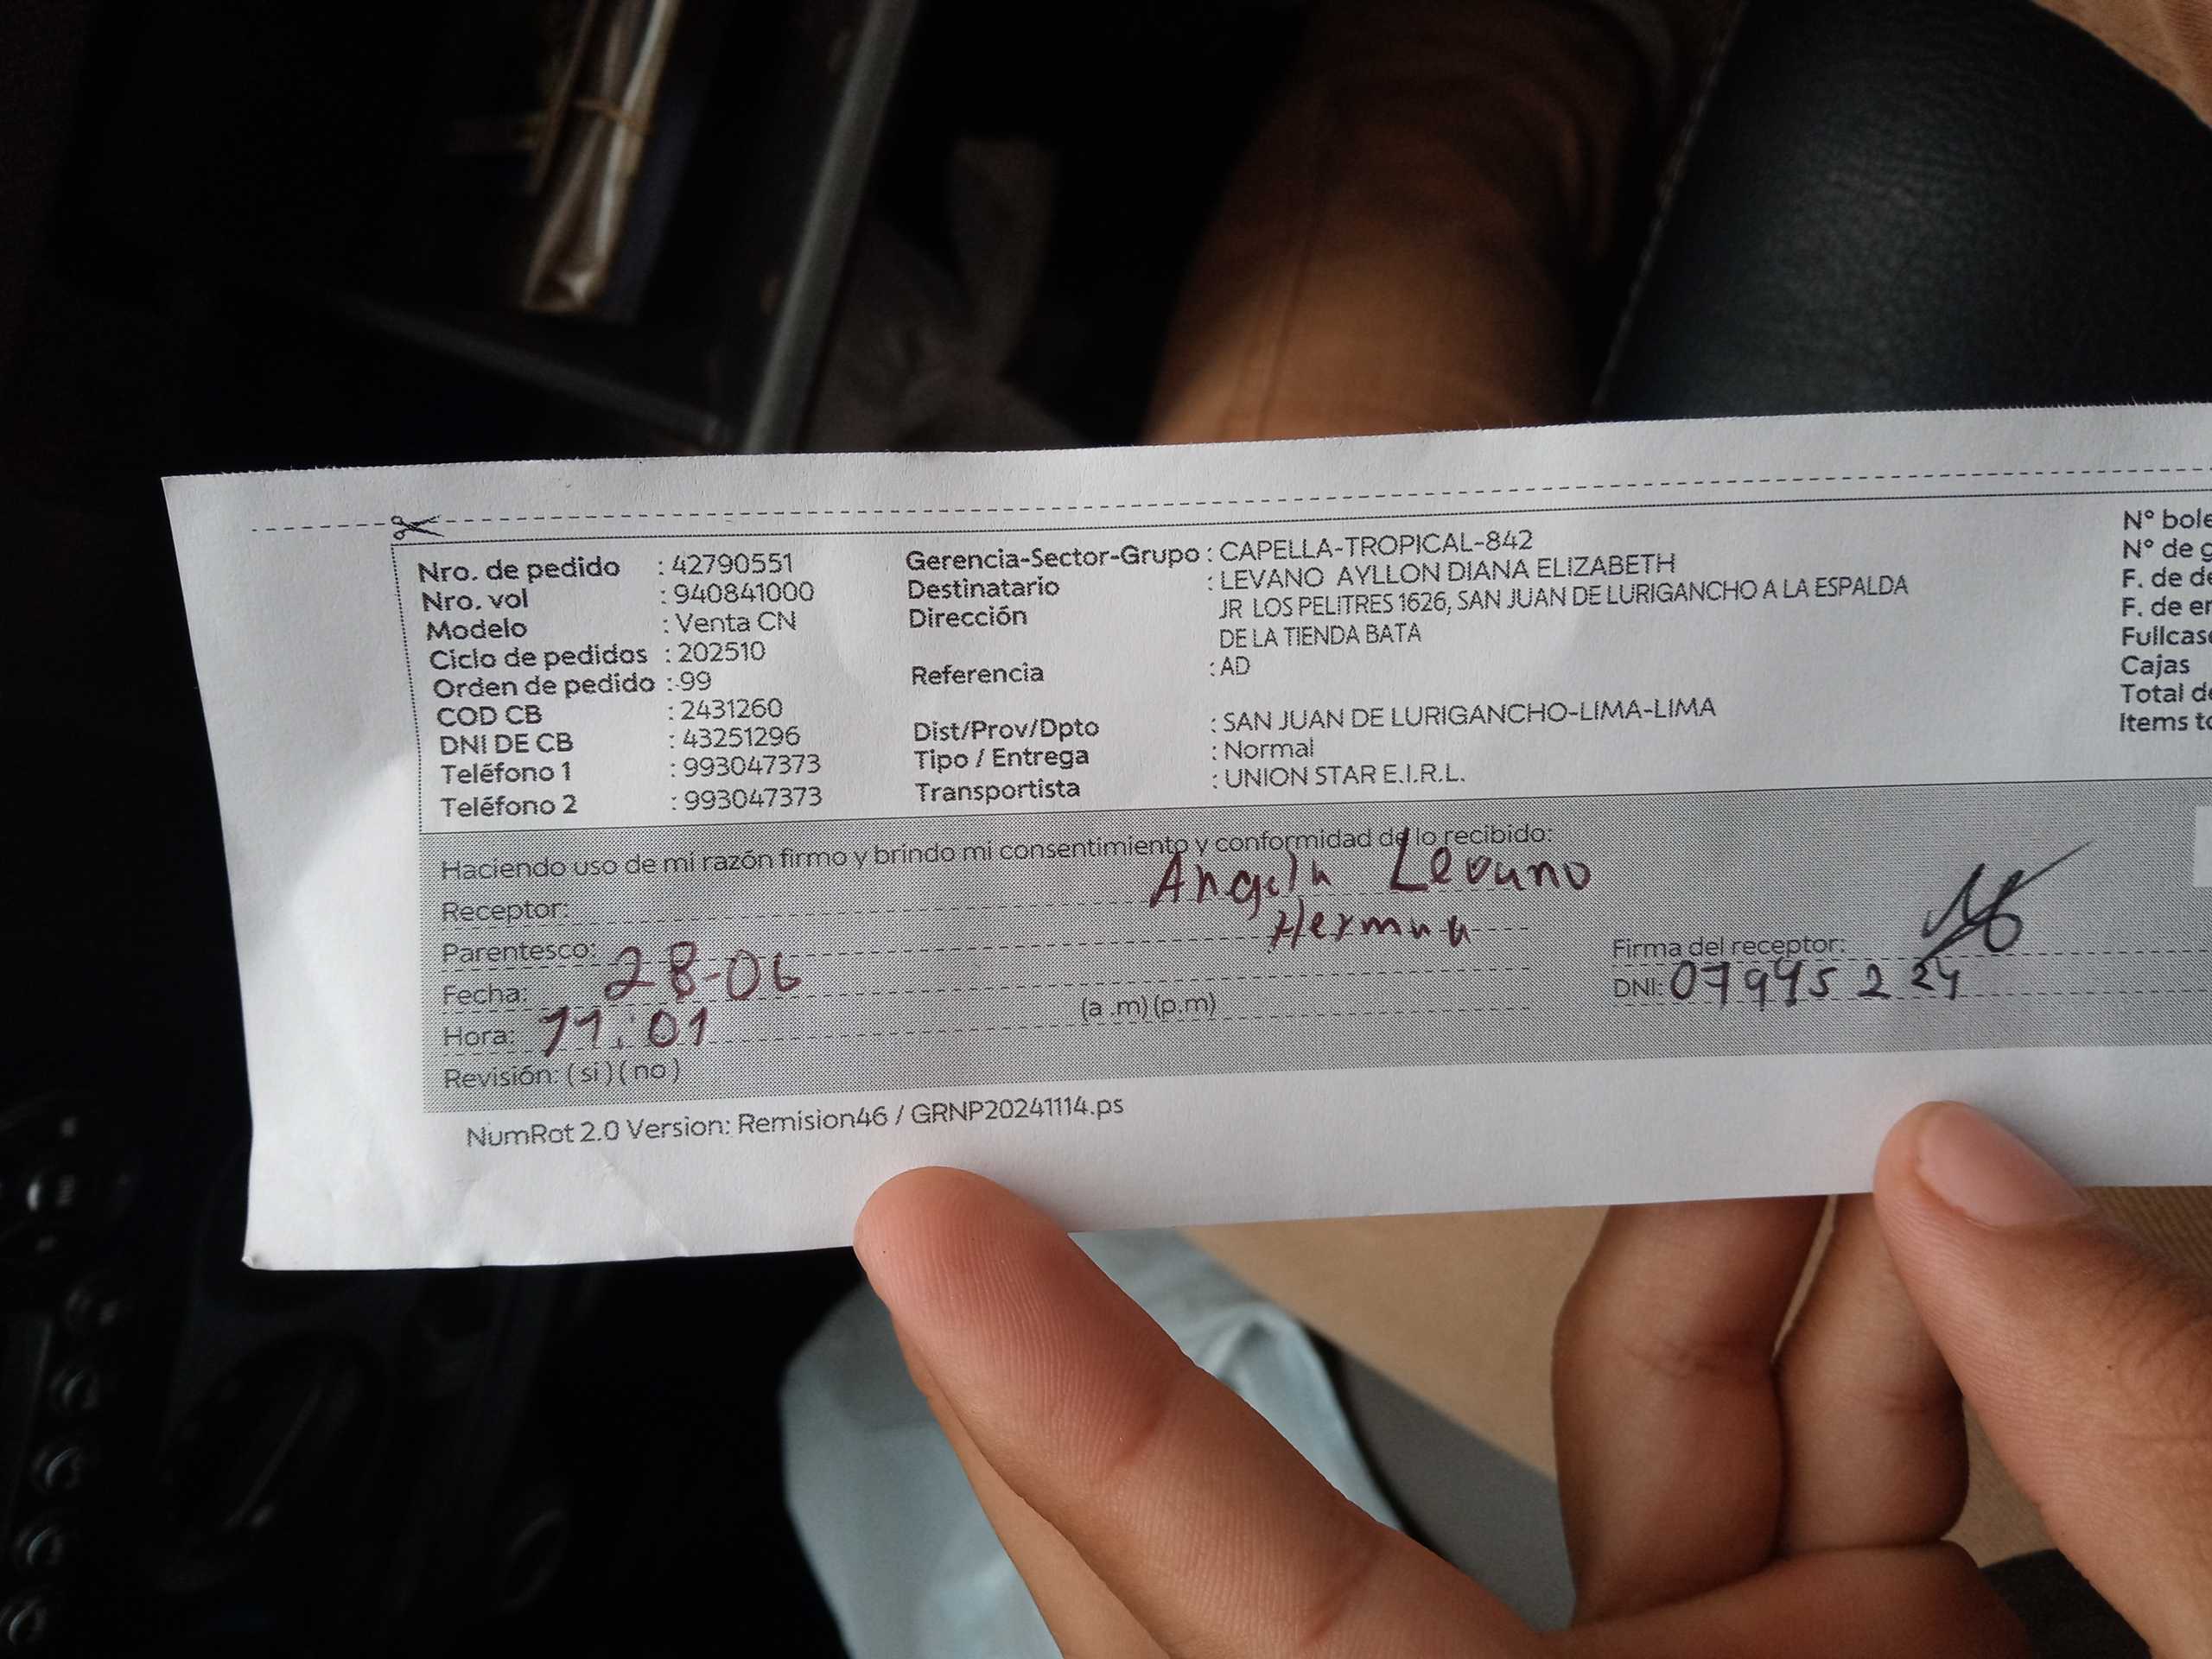 Nro. de pedido : 42790551
Nro. vol : 940841000
Modelo : Venta CN
Ciclo de pedidos : 202510
Orden de pedido : 99
COD CB : 2431260
DNI DE CB : 43251296
Teléfono 1 : 993047373
Teléfono 2 : 993047373
Gerencia-Sector-Grupo : CAPELLA-TROPICAL-842
Destinatario : LEVANO AYLLON DIANA ELIZABETH
Dirección JR LOS PELITRES 1626, SAN JUAN DE LURIGANCHO A LA ESPALDA
DE LA TIENDA BATA
Referencia : AD
Dist/Prov/Dpto : SAN JUAN DE LURIGANCHO-LIMA-LIMA
Tipo / Entrega : Normal
Transportista : UNION STAR E.I.R.L.
N° bole
N° de g
F. de de
F. de en
Fullcase
Cajas
Total de
Items to
Haciendo uso de mi razón firmo y brindo mi consentimiento y conformidad de lo recibido:
Receptor: Angela Levano
Parentesco: Hermana
Fecha: 28-06
Hora: 11:01 (a .m) (p.m)
Revisión: ( si ) ( no )
Firma del receptor:
DNI:
NumRot 2.0 Version: Remision46 / GRNP20241114.ps